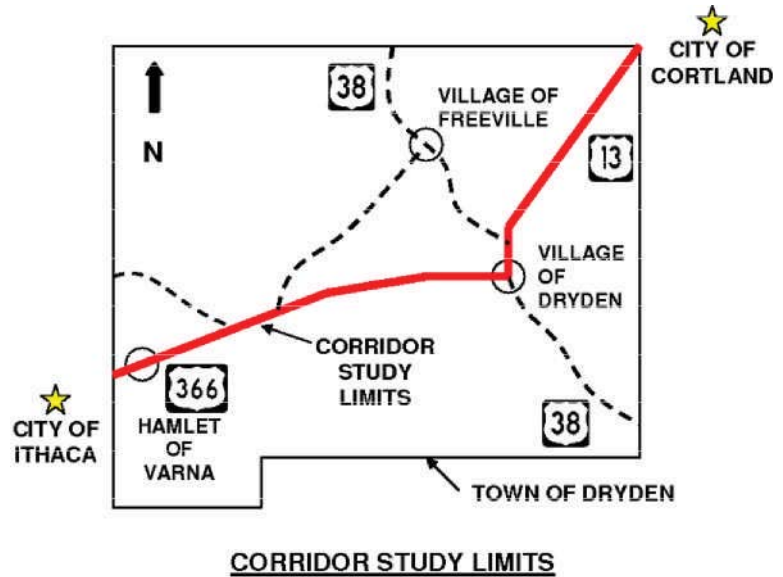 CITY OF
CORTLAND
38
VILLAGE OF
FREEVILLE
N
13
VILLAGE
OF
DRYDEN
CORRIDOR
STUDY
LIMITS
366
CITY OF
ITHACA
HAMLET
OF
VARNA
38
TOWN OF DRYDEN
CORRIDOR STUDY LIMITS